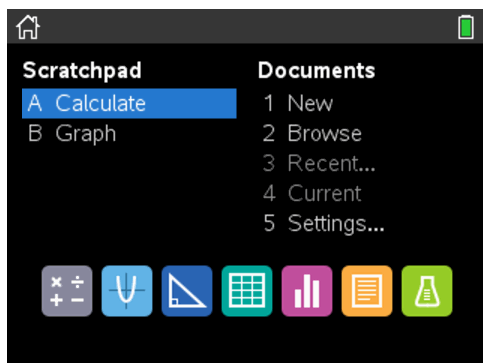 Scratchpad
A Calculate
B Graph
Documents
1 New
2 Browse
3 Recent...
4 Current
5 Settings...